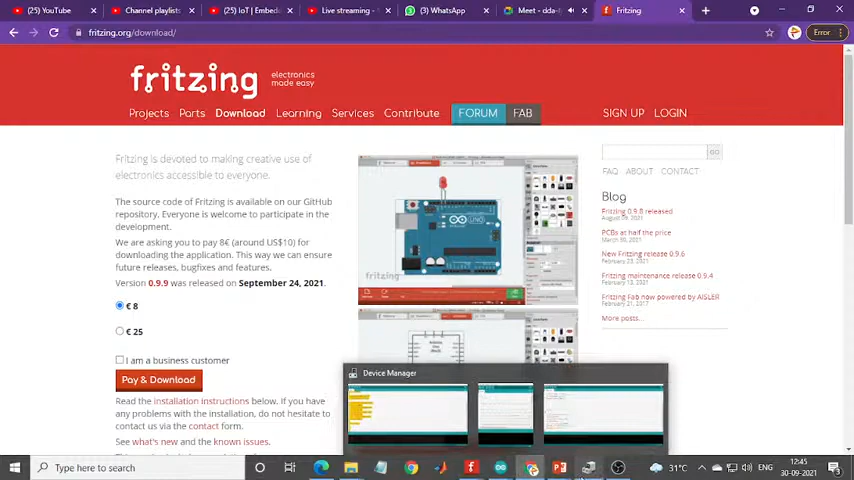 (25) YouTube
Channel playlists
(25) IoT | Embed
Live streaming -
(3) WhatsApp
Meet - dda-
Fritzing
fritzing.org/download/
Error
fritzing
electronics
made easy
Projects Parts Download Learning Services Contribute FORUM FAB SIGN UP LOGIN
Fritzing is devoted to making creative use of
electronics accessible to everyone.
The source code of Fritzing is available on our GitHub
repository. Everyone is welcome to participate in the
development.
We are asking you to pay 8€ (around US$10) for
downloading the application. This way we can ensure
future releases, bugfixes and features.
Version 0.9.9 was released on September 24, 2021.
€ 8
€ 25
I am a business customer
Pay & Download
Read the installation instructions below. If you have
any problems with the installation, do not hesitate to
contact us via the contact form.
See what's new and the known issues.
fritzing
GO
FAQ ABOUT CONTACT
Blog
Fritzing 0.9.8 released
PCBs at half the price
March 30, 2021
New Fritzing release 0.9.6
Fritzing maintenance release 0.9.4
Fritzing Fab now powered by AISLER
More posts...
Device Manager
Type here to search
31°C
ENG
12:45
30-09-2021
3